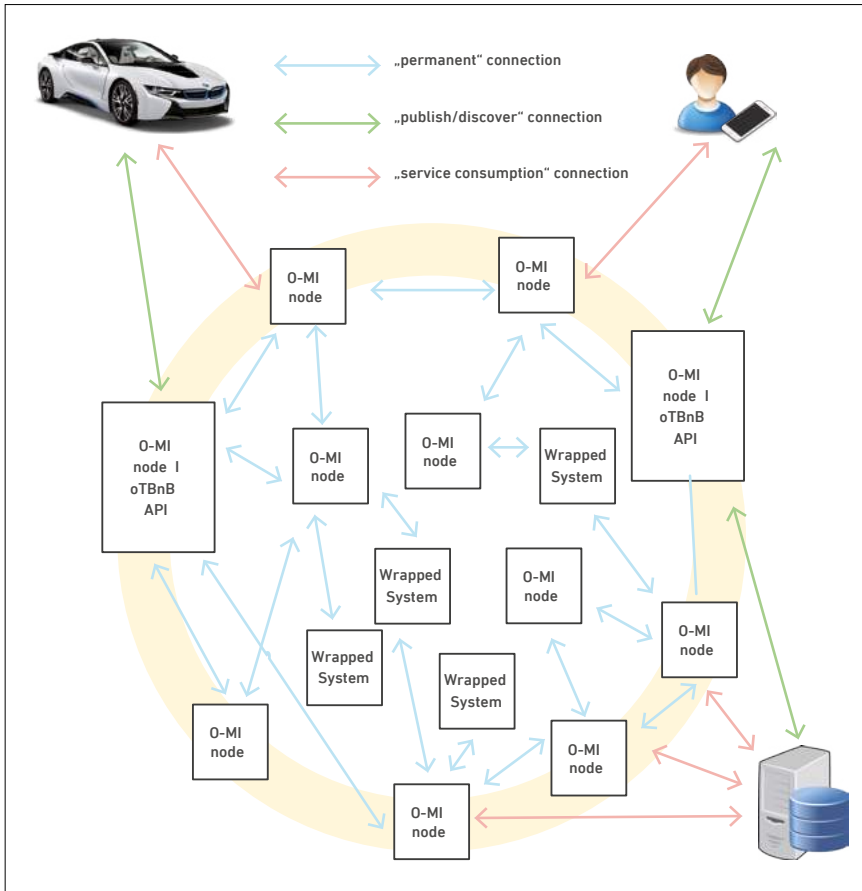 „permanent“ connection
„publish/discover“ connection
„service consumption“ connection
O-MI
node
O-MI
node
O-MI
node I
oTBnB
API
O-MI
node I
oTBnB
API
O-MI
node
O-MI
node
Wrapped
System
Wrapped
System
O-MI
node
O-MI
node
Wrapped
System
Wrapped
System
O-MI
node
O-MI
node
O-MI
node